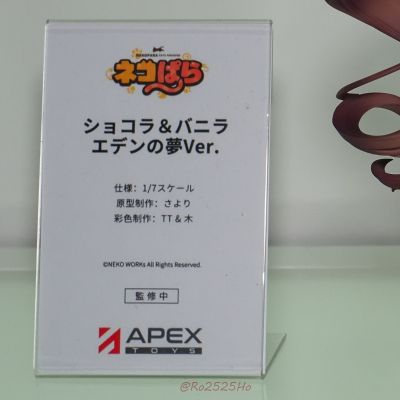 ネコぱら
ショコラ＆バニラ
エデンの夢Ver.
仕様：1/7スケール
原型制作：さより
彩色制作：TT & 木
©NEKO WORKs All Rights Reserved.
監修中
APEX
TOYS
@Ro2525Ho